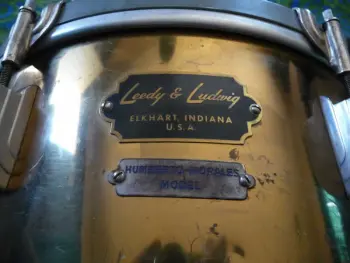 Leedy & Ludwig
ELKHART, INDIANA
U.S.A.
HUMBERTO-MORALES
MODEL